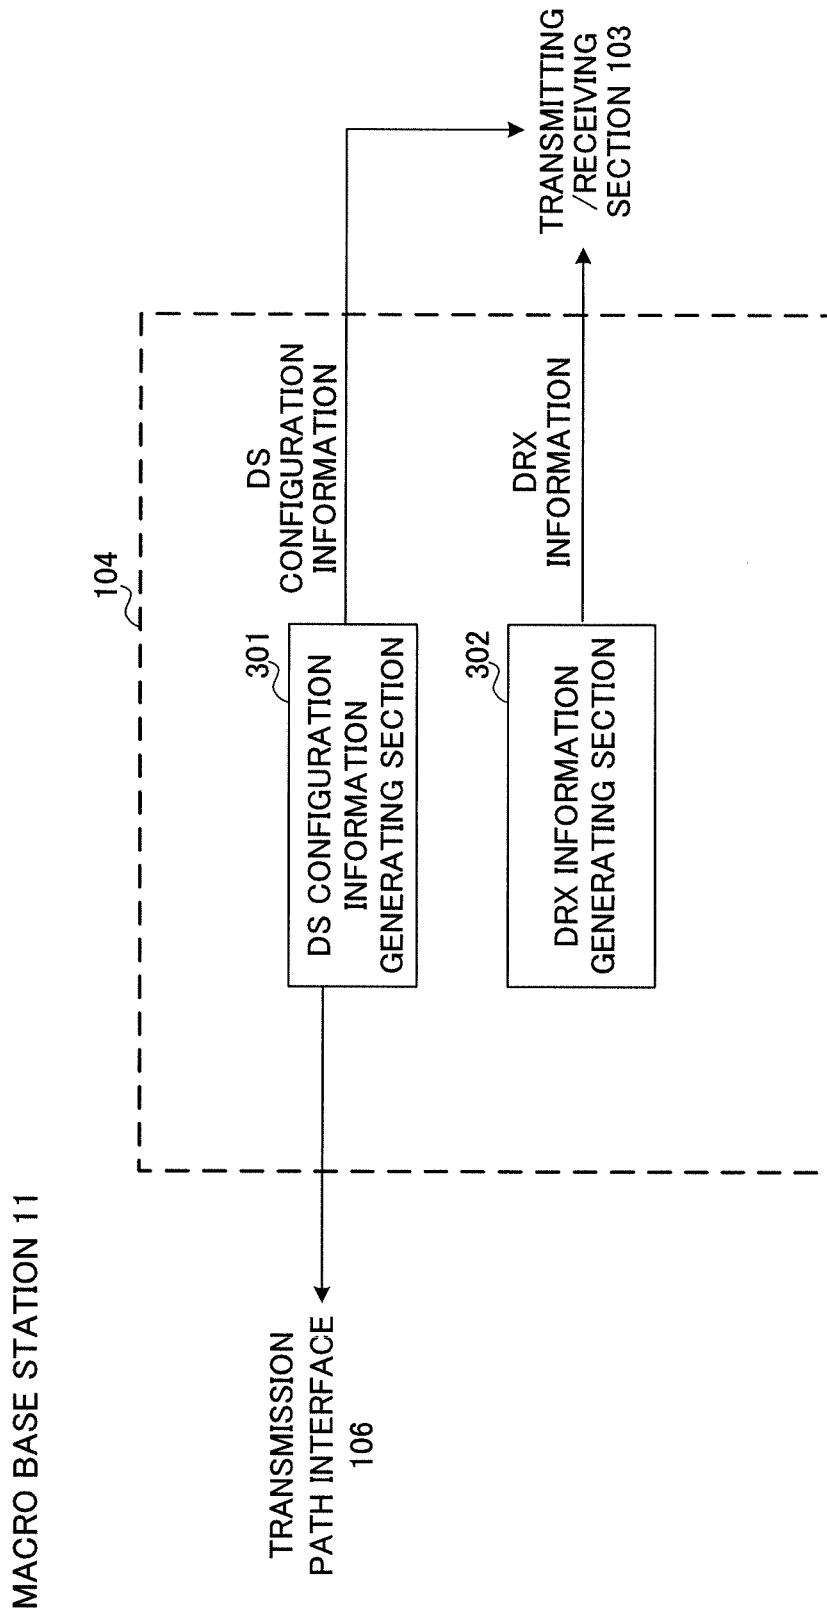 MACRO BASE STATION 11
104
TRANSMISSION
PATH INTERFACE
106
301
DS CONFIGURATION
INFORMATION
GENERATING SECTION
DS
CONFIGURATION
INFORMATION
302
DRX INFORMATION
GENERATING SECTION
DRX
INFORMATION
TRANSMITTING
/RECEIVING
SECTION 103